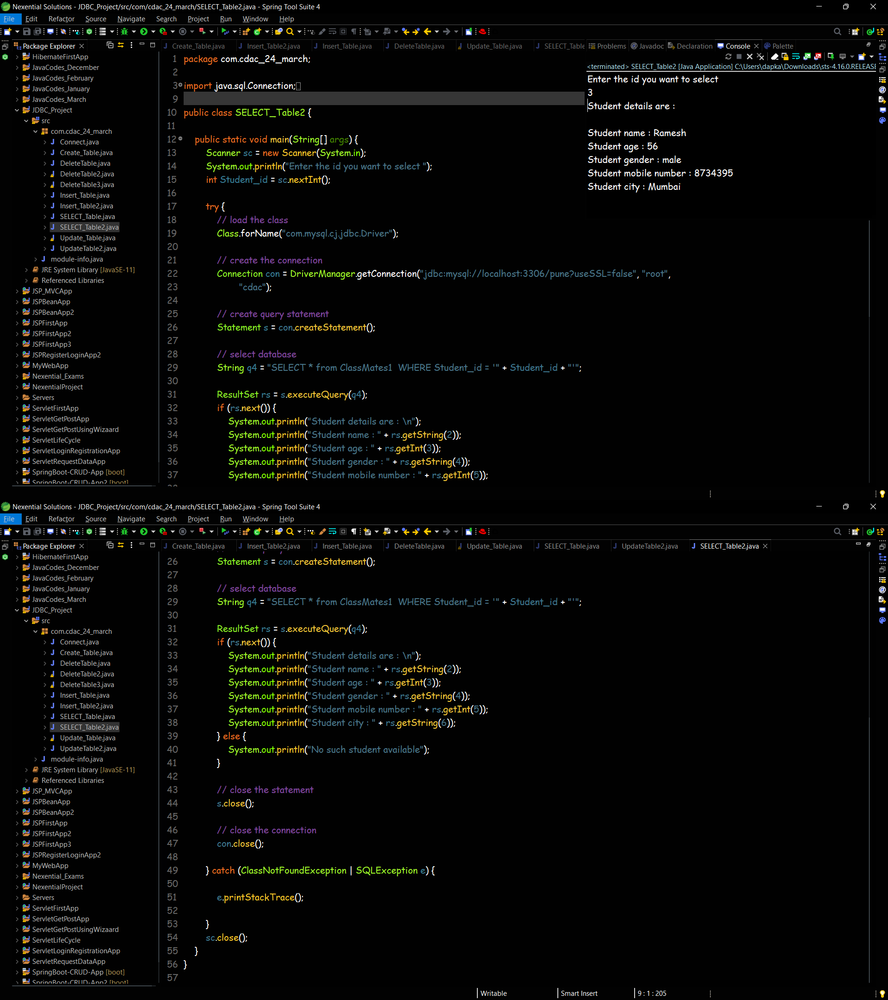 Nexential Solutions - JDBC_Project/src/com/cdac_24_march/SELECT_Table2.java - Spring Tool Suite 4
File Edit Refactor Source Navigate Search Project Run Window Help
Package Explorer
HibernateFirstApp
JavaCodes_December
JavaCodes_February
JavaCodes_January
JavaCodes_March
JDBC_Project
src
com.cdac_24_march
Connect.java
Create_Table.java
DeleteTable.java
DeleteTable2.java
DeleteTable3.java
Insert_Table.java
Insert_Table2.java
SELECT_Table.java
SELECT_Table2.java
Update_Table.java
UpdateTable2.java
module-info.java
JRE System Library [JavaSE-11]
Referenced Libraries
JSP_MVCApp
JSPBeanApp
JSPBeanApp2
JSPFirstApp
JSPFirstApp2
JSPFirstApp3
JSPRegisterLoginApp2
MyWebApp
Nexential_Exams
NexentialProject
Servers
ServletFirstApp
ServletGetPostApp
ServletGetPostUsingWizaard
ServletLifeCycle
ServletLoginRegistrationApp
ServletRequestDataApp
SpringBoot-CRUD-App [boot]
SpringBoot-CRUD-App2 [boot]
Create_Table.java Insert_Table2.java Insert_Table.java DeleteTable.java Update_Table.java SELECT_Table
1 package com.cdac_24_march;
2
3 import java.sql.Connection;
9
10 public class SELECT_Table2 {
11
12 public static void main(String[] args) {
13 Scanner sc = new Scanner(System.in);
14 System.out.println("Enter the id you want to select ");
15 int Student_id = sc.nextInt();
16
17 try {
18 // load the class
19 Class.forName("com.mysql.cj.jdbc.Driver");
20
21 // create the connection
22 Connection con = DriverManager.getConnection("jdbc:mysql://localhost:3306/pune?useSSL=false", "root",
23 "cdac");
24
25 // create query statement
26 Statement s = con.createStatement();
27
28 // select database
29 String q4 = "SELECT * from ClassMates1  WHERE Student_id = '" + Student_id + "'";
30
31 ResultSet rs = s.executeQuery(q4);
32 if (rs.next()) {
33 System.out.println("Student details are : \n");
34 System.out.println("Student name : " + rs.getString(2));
35 System.out.println("Student age : " + rs.getInt(3));
36 System.out.println("Student gender : " + rs.getString(4));
37 System.out.println("Student mobile number : " + rs.getInt(5));
Problems Javadoc Declaration Console Palette
<terminated> SELECT_Table2 [Java Application] C:\Users\dapka\Downloads\sts-4.16.0.RELEASE
Enter the id you want to select
3
Student details are :
Student name : Ramesh
Student age : 56
Student gender : male
Student mobile number : 8734395
Student city : Mumbai
Nexential Solutions - JDBC_Project/src/com/cdac_24_march/SELECT_Table2.java - Spring Tool Suite 4
File Edit Refactor Source Navigate Search Project Run Window Help
Package Explorer
HibernateFirstApp
JavaCodes_December
JavaCodes_February
JavaCodes_January
JavaCodes_March
JDBC_Project
src
com.cdac_24_march
Connect.java
Create_Table.java
DeleteTable.java
DeleteTable2.java
DeleteTable3.java
Insert_Table.java
Insert_Table2.java
SELECT_Table.java
SELECT_Table2.java
Update_Table.java
UpdateTable2.java
module-info.java
JRE System Library [JavaSE-11]
Referenced Libraries
JSP_MVCApp
JSPBeanApp
JSPBeanApp2
JSPFirstApp
JSPFirstApp2
JSPFirstApp3
JSPRegisterLoginApp2
MyWebApp
Nexential_Exams
NexentialProject
Servers
ServletFirstApp
ServletGetPostApp
ServletGetPostUsingWizaard
ServletLifeCycle
ServletLoginRegistrationApp
ServletRequestDataApp
SpringBoot-CRUD-App [boot]
SpringBoot-CRUD-App2 [boot]
Create_Table.java Insert_Table2.java Insert_Table.java DeleteTable.java Update_Table.java SELECT_Table.java UpdateTable2.java SELECT_Table2.java
26 Statement s = con.createStatement();
27
28 // select database
29 String q4 = "SELECT * from ClassMates1  WHERE Student_id = '" + Student_id + "'";
30
31 ResultSet rs = s.executeQuery(q4);
32 if (rs.next()) {
33 System.out.println("Student details are : \n");
34 System.out.println("Student name : " + rs.getString(2));
35 System.out.println("Student age : " + rs.getInt(3));
36 System.out.println("Student gender : " + rs.getString(4));
37 System.out.println("Student mobile number : " + rs.getInt(5));
38 System.out.println("Student city : " + rs.getString(6));
39 } else {
40 System.out.println("No such student available");
41 }
42
43 // close the statement
44 s.close();
45
46 // close the connection
47 con.close();
48
49 } catch (ClassNotFoundException | SQLException e) {
50
51 e.printStackTrace();
52
53 }
54 sc.close();
55 }
56 }
57
Writable Smart Insert 9 : 1 : 205